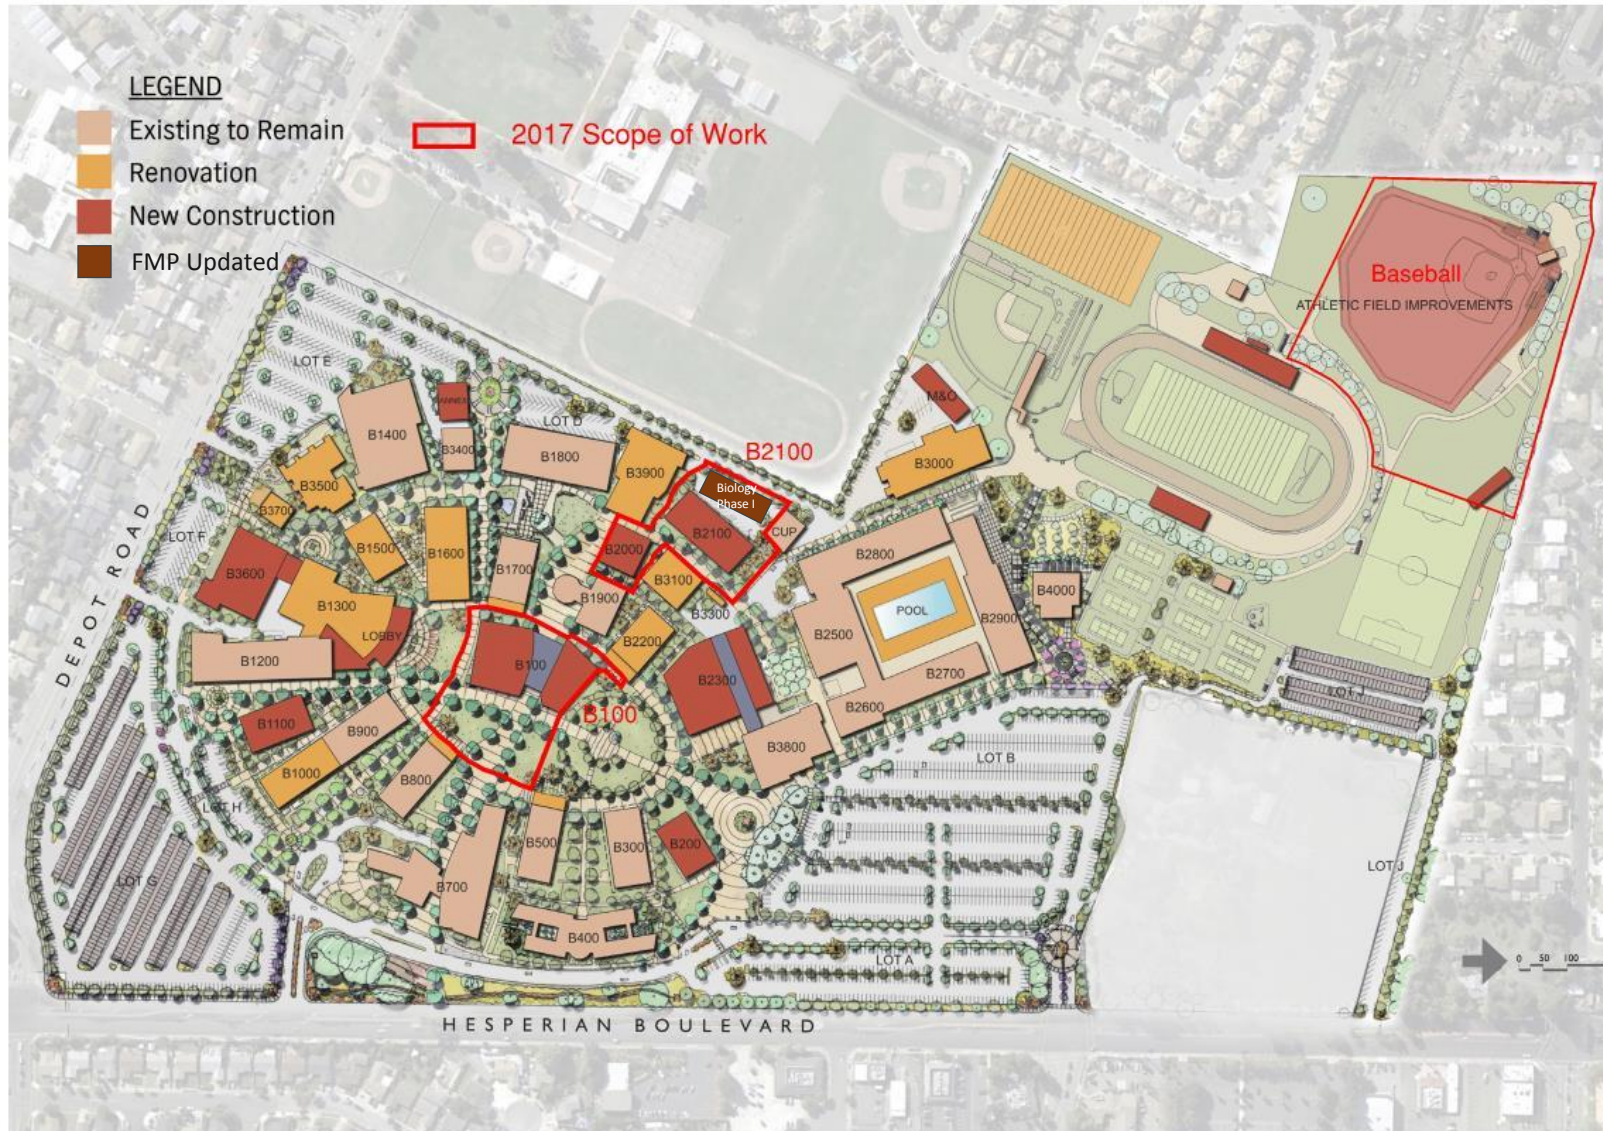 LEGEND
Existing to Remain
Renovation
New Construction
FMP Updated
2017 Scope of Work
Baseball
ATHLETIC FIELD IMPROVEMENTS
LOT E
B1400
B3400
LOT D
B1800
B3900
B2100
Biology
Phase I
B2100
CUP
M&O
B3000
B3500
B3700
LOT F
B3600
B1500
B1600
B1700
B2000
B3100
B3300
B1900
B2200
B1300
LOBBY
B1200
B100
B100
B2300
B2800
B2500
POOL
B2900
B4000
B2700
B2600
B3800
DEPOT ROAD
B1100
B900
B1000
B800
LOT H
LOT G
B700
B500
B300
B200
B400
LOT B
LOT A
LOT J
LOT J
0 50 100
HESPERIAN BOULEVARD